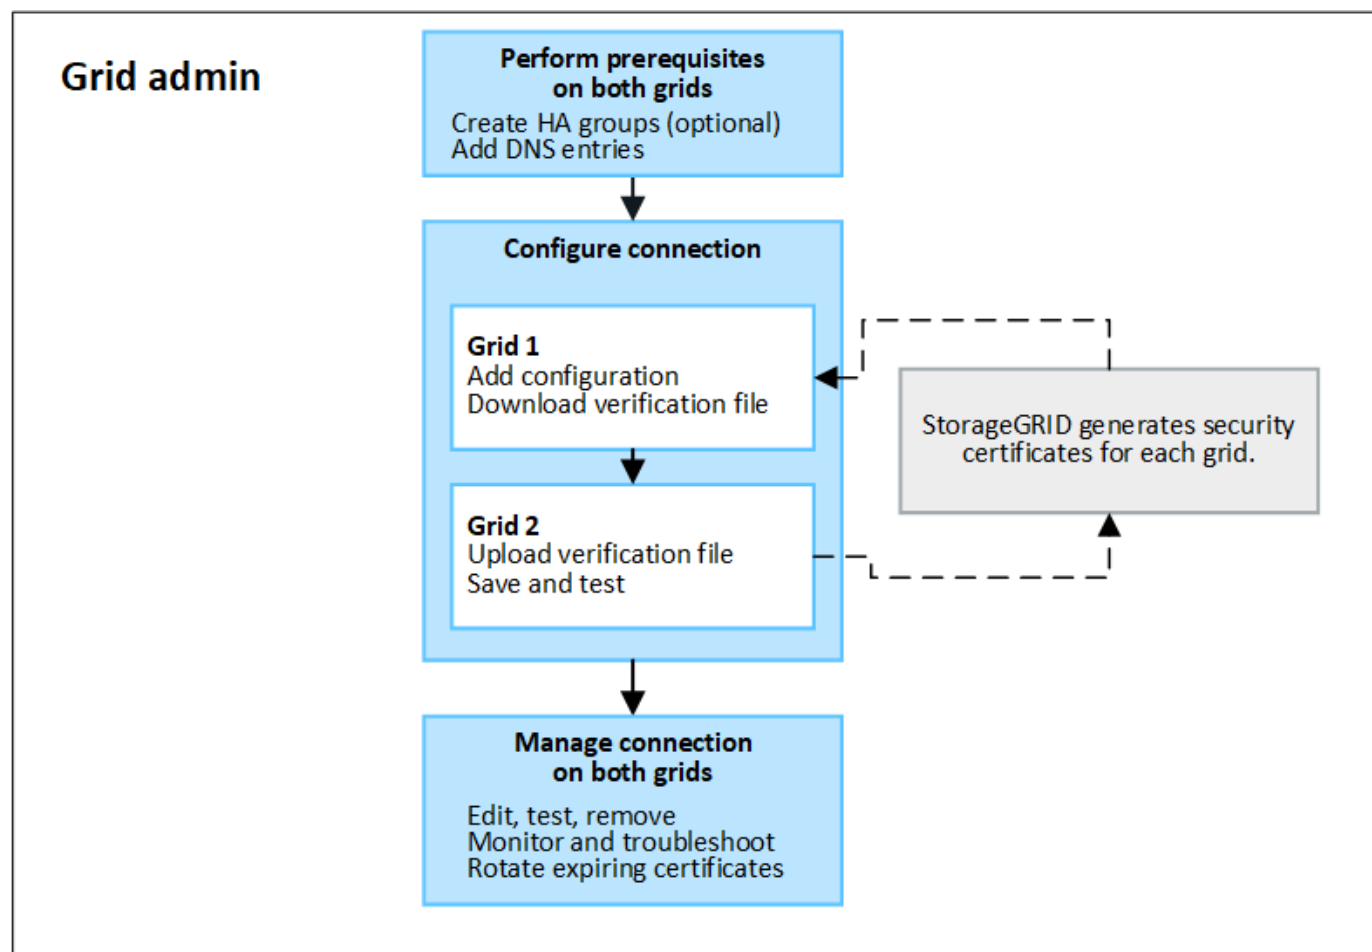 Grid admin
Perform prerequisites
on both grids
Create HA groups (optional)
Add DNS entries
Configure connection
Grid 1
Add configuration
Download verification file
StorageGRID generates security
certificates for each grid.
Grid 2
Upload verification file
Save and test
Manage connection
on both grids
Edit, test, remove
Monitor and troubleshoot
Rotate expiring certificates